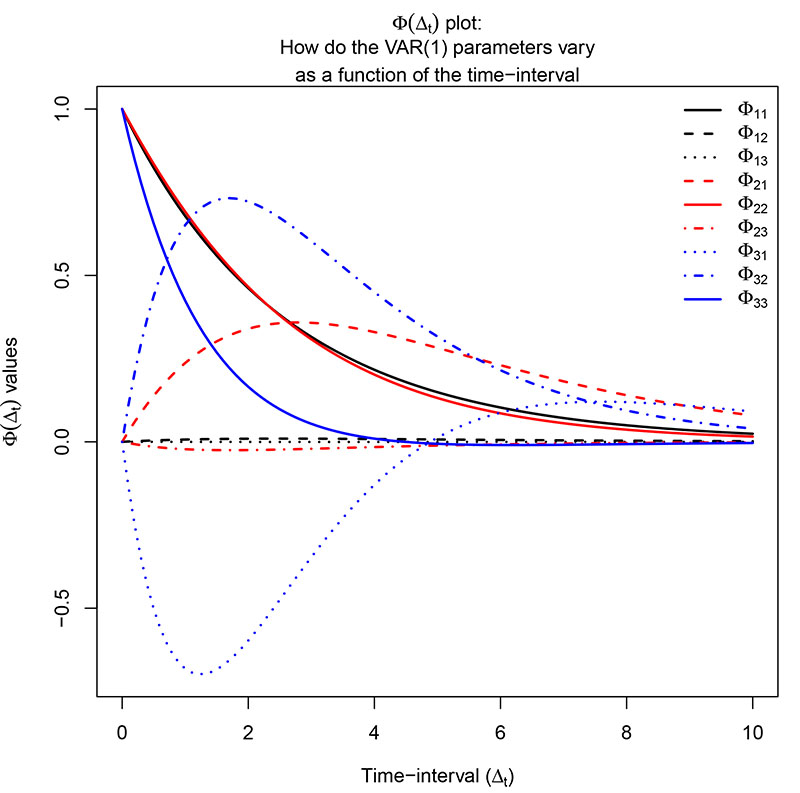 Φ(Δt) plot:
How do the VAR(1) parameters vary
as a function of the time−interval
Φ11
Φ12
Φ13
Φ21
Φ22
Φ23
Φ31
Φ32
Φ33
Φ(Δt) values
1.0
0.5
0.0
−0.5
0 2 4 6 8 10
Time−interval (Δt)